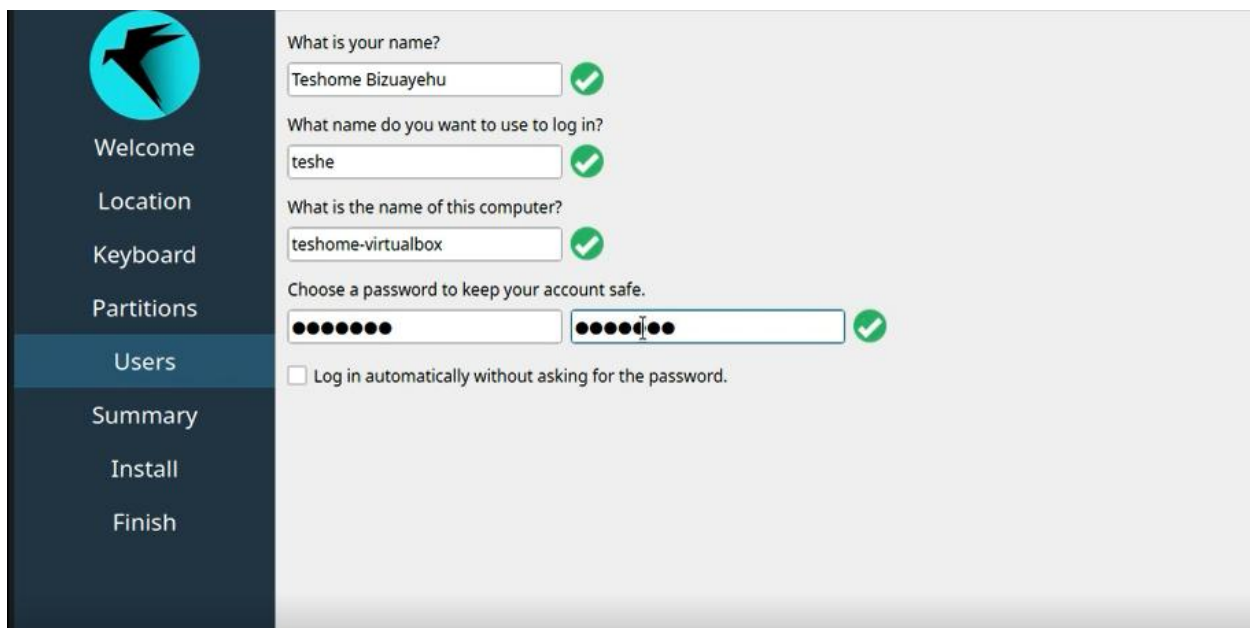 Welcome
Location
Keyboard
Partitions
Users
Summary
Install
Finish
What is your name?
Teshome Bizuayehu
What name do you want to use to log in?
teshe
What is the name of this computer?
teshome-virtualbox
Choose a password to keep your account safe.
●●●●●●● ●●●●●●●
Log in automatically without asking for the password.